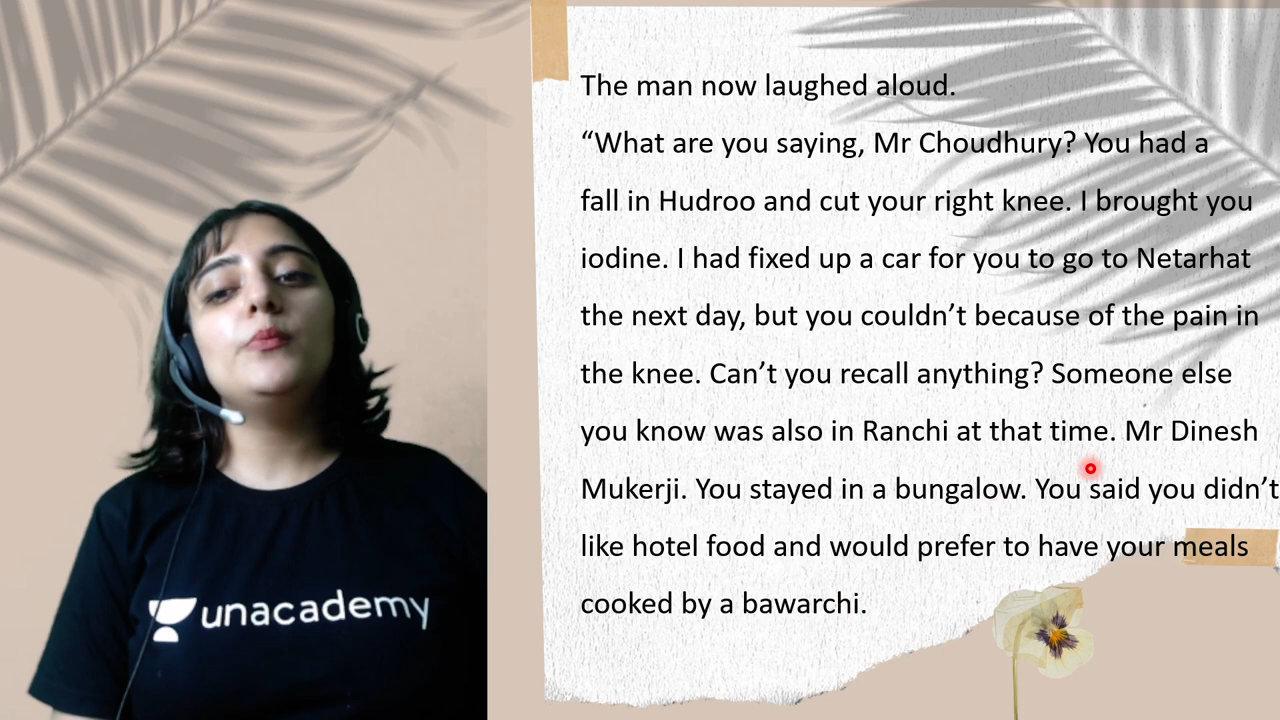 The man now laughed aloud.
“What are you saying, Mr Choudhury? You had a
fall in Hudroo and cut your right knee. I brought you
iodine. I had fixed up a car for you to go to Netarhat
the next day, but you couldn’t because of the pain in
the knee. Can’t you recall anything? Someone else
you know was also in Ranchi at that time. Mr Dinesh
Mukerji. You stayed in a bungalow. You said you didn’t
like hotel food and would prefer to have your meals
cooked by a bawarchi.
unacademy